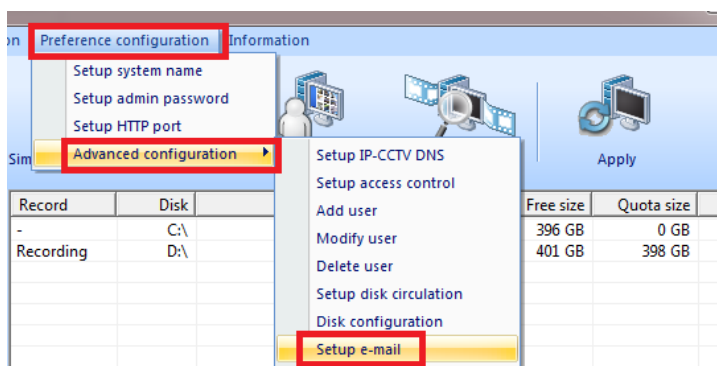 on Preference configuration Information
Setup system name
Setup admin password
Setup HTTP port
Advanced configuration
Sim
Apply
Setup IP-CCTV DNS
Setup access control
Add user
Modify user
Delete user
Setup disk circulation
Disk configuration
Setup e-mail
Record Disk Free size Quota size
- C:\ 396 GB 0 GB
Recording D:\ 401 GB 398 GB